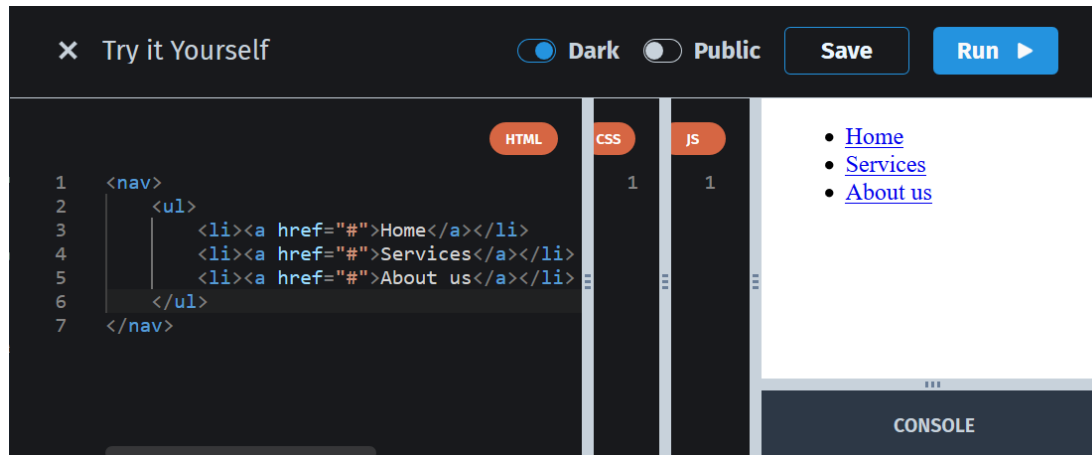 × Try it Yourself Dark Public Save Run
HTML
1 <nav>
2 <ul>
3 <li><a href="#">Home</a></li>
4 <li><a href="#">Services</a></li>
5 <li><a href="#">About us</a></li>
6 </ul>
7 </nav>
CSS
1
JS
1
• Home
• Services
• About us
CONSOLE